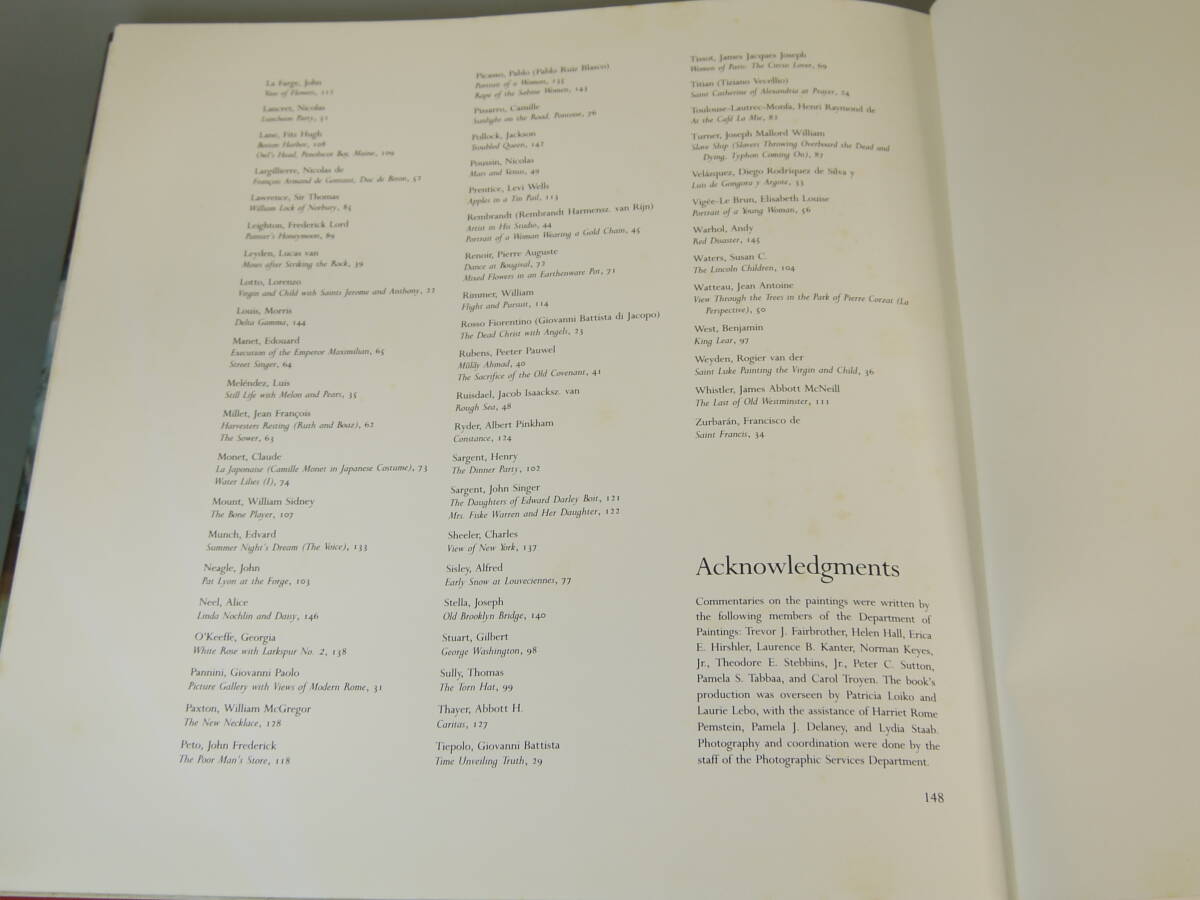 La Farge, John
Vase of Flowers, 112
Lancret, Nicolas
Luncheon Party, 51
Lane, Fitz Hugh
Boston Harbor, 108
Owl's Head, Penobscot Bay, Maine, 109
Largillierre, Nicolas de
François Armand de Gontaut, Duc de Biron, 52
Lawrence, Sir Thomas
William Lock of Norbury, 85
Leighton, Frederick Lord
Painter's Honeymoon, 89
Leyden, Lucas van
Moses after Striking the Rock, 39
Lotto, Lorenzo
Virgin and Child with Saints Jerome and Anthony, 22
Louis, Morris
Delta Gamma, 144
Manet, Edouard
Execution of the Emperor Maximilian, 65
Street Singer, 64
Meléndez, Luis
Still Life with Melon and Pears, 35
Millet, Jean François
Harvesters Resting (Ruth and Boaz), 62
The Sower, 63
Monet, Claude
La Japonaise (Camille Monet in Japanese Costume), 73
Water Lilies (I), 74
Mount, William Sidney
The Bone Player, 107
Munch, Edvard
Summer Night's Dream (The Voice), 133
Neagle, John
Pat Lyon at the Forge, 103
Neel, Alice
Linda Nochlin and Daisy, 146
O'Keeffe, Georgia
White Rose with Larkspur No. 2, 138
Pannini, Giovanni Paolo
Picture Gallery with Views of Modern Rome, 31
Paxton, William McGregor
The New Necklace, 128
Peto, John Frederick
The Poor Man's Store, 118
Picasso, Pablo (Pablo Ruiz Blasco)
Portrait of a Woman, 135
Rape of the Sabine Women, 143
Pissarro, Camille
Sunlight on the Road, Pontoise, 76
Pollock, Jackson
Troubled Queen, 142
Poussin, Nicolas
Mars and Venus, 49
Prentice, Levi Wells
Apples in a Tin Pail, 113
Rembrandt (Rembrandt Harmensz. van Rijn)
Artist in His Studio, 44
Portrait of a Woman Wearing a Gold Chain, 45
Renoir, Pierre Auguste
Dance at Bougival, 72
Mixed Flowers in an Earthenware Pot, 71
Rimmer, William
Flight and Pursuit, 114
Rosso Fiorentino (Giovanni Battista di Jacopo)
The Dead Christ with Angels, 23
Rubens, Peeter Pauwel
Mūlāy Ahmad, 40
The Sacrifice of the Old Covenant, 41
Ruisdael, Jacob Isaacksz. van
Rough Sea, 48
Ryder, Albert Pinkham
Constance, 124
Sargent, Henry
The Dinner Party, 102
Sargent, John Singer
The Daughters of Edward Darley Boit, 121
Mrs. Fiske Warren and Her Daughter, 122
Sheeler, Charles
View of New York, 137
Sisley, Alfred
Early Snow at Louveciennes, 77
Stella, Joseph
Old Brooklyn Bridge, 140
Stuart, Gilbert
George Washington, 98
Sully, Thomas
The Torn Hat, 99
Thayer, Abbott H.
Caritas, 127
Tiepolo, Giovanni Battista
Time Unveiling Truth, 29
Tissot, James Jacques Joseph
Women of Paris: The Circus Lover, 69
Titian (Tiziano Vecellio)
Saint Catherine of Alexandria at Prayer, 24
Toulouse-Lautrec-Monfa, Henri Raymond de
At the Café La Mie, 82
Turner, Joseph Mallord William
Slave Ship (Slavers Throwing Overboard the Dead and
Dying, Typhon Coming On), 87
Velázquez, Diego Rodríquez de Silva y
Luis de Gongora y Argote, 33
Vigée-Le Brun, Elisabeth Louise
Portrait of a Young Woman, 56
Warhol, Andy
Red Disaster, 145
Waters, Susan C.
The Lincoln Children, 104
Watteau, Jean Antoine
View Through the Trees in the Park of Pierre Corzat (La
Perspective), 50
West, Benjamin
King Lear, 97
Weyden, Rogier van der
Saint Luke Painting the Virgin and Child, 36
Whistler, James Abbott McNeill
The Last of Old Westminster, 111
Zurbarán, Francisco de
Saint Francis, 34
Acknowledgments
Commentaries on the paintings were written by
the following members of the Department of
Paintings: Trevor J. Fairbrother, Helen Hall, Erica
E. Hirshler, Laurence B. Kanter, Norman Keyes,
Jr., Theodore E. Stebbins, Jr., Peter C. Sutton,
Pamela S. Tabbaa, and Carol Troyen. The book's
production was overseen by Patricia Loiko and
Laurie Lebo, with the assistance of Harriet Rome
Pemstein, Pamela J. Delaney, and Lydia Staab.
Photography and coordination were done by the
staff of the Photographic Services Department.
148